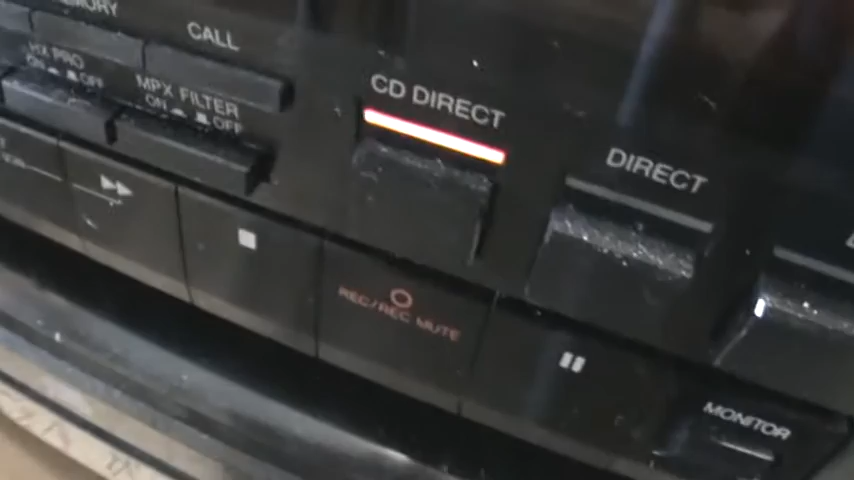 CALL
HX PRO
ON OFF
MPX FILTER
ON OFF
CD DIRECT
DIRECT
REC/REC MUTE
MONITOR